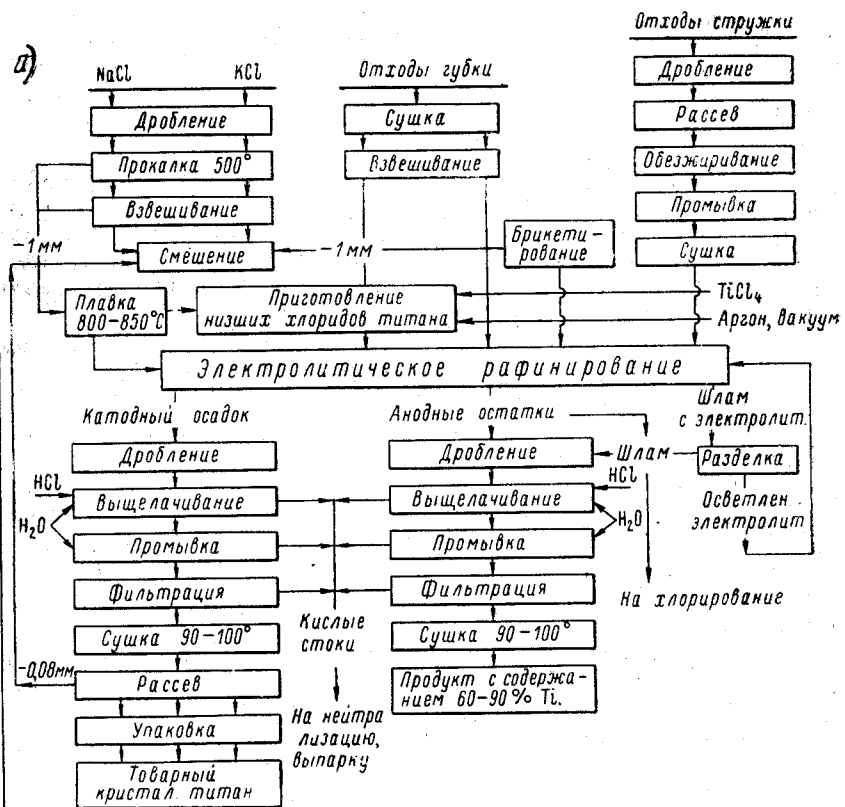 а)
NaCl
KCl
Отходы губки
Отходы стружки
Дробление
Сушка
Дробление
Прокалка 500°
Взвешивание
Рассев
Взвешивание
Обезжиривание
-1 мм
Смешение
-1 мм
Брикети-
рование
Промывка
Сушка
Плавка
800-850°С
Приготовление
низших хлоридов титана
TiCl₄
Аргон, вакуум
Электролитическое рафинирование
Катодный осадок
Анодные остатки
Шлам
с электролит.
Дробление
Дробление
Шлам
Разделка
HCl
Выщелачивание
Выщелачивание
HCl
Осветлен
электролит
H₂O
Промывка
Промывка
H₂O
Фильтрация
Фильтрация
На хлорирование
Сушка 90-100°
Кислые
стоки
Сушка 90-100°
-0,08мм
Рассев
Продукт с содержа-
нием 60-90% Ti.
Упаковка
На нейтра
лизацию,
выпарку
Товарный
кристал. титан